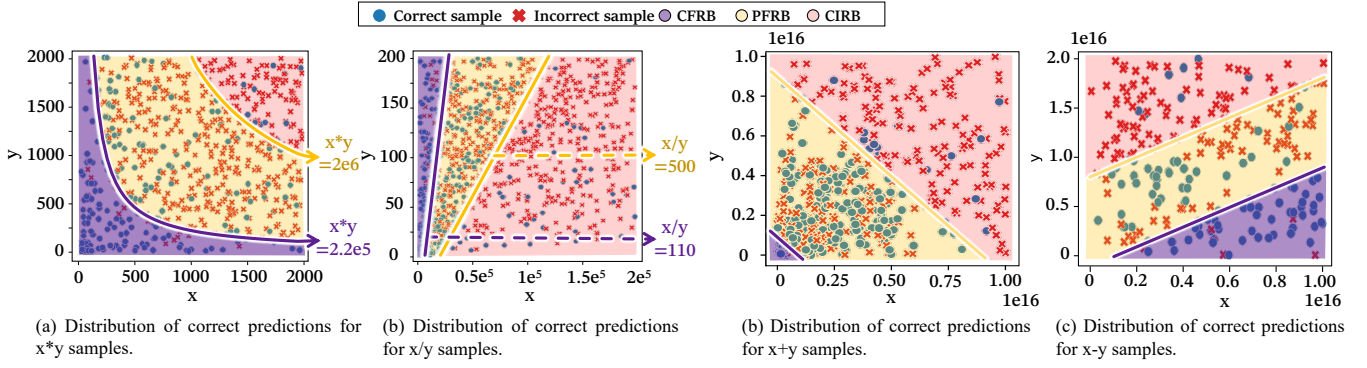 Correct sample Incorrect sample CFRB PFRB CIRB
2000
1750
1500
1000
500
0
y
0 500 1000 1500 2000
x
x*y
=2e6
x*y
=2.2e5
200
175
150
100
50
0
y
0 5.0e⁴ 1e⁵ 1.5e⁵ 2e⁵
x
x/y
=500
x/y
=110
1e16
1.0
0.8
0.6
0.4
0.2
0
y
0 0.25 0.50 0.75 1.00
x
1e16
1e16
2.0
1.5
1.0
0.5
0
y
0 0.2 0.4 0.6 0.8 1.00
x
1e16
(a) Distribution of correct predictions for
x*y samples.
(b) Distribution of correct predictions
for x/y samples.
(b) Distribution of correct predictions
for x+y samples.
(c) Distribution of correct predictions
for x-y samples.